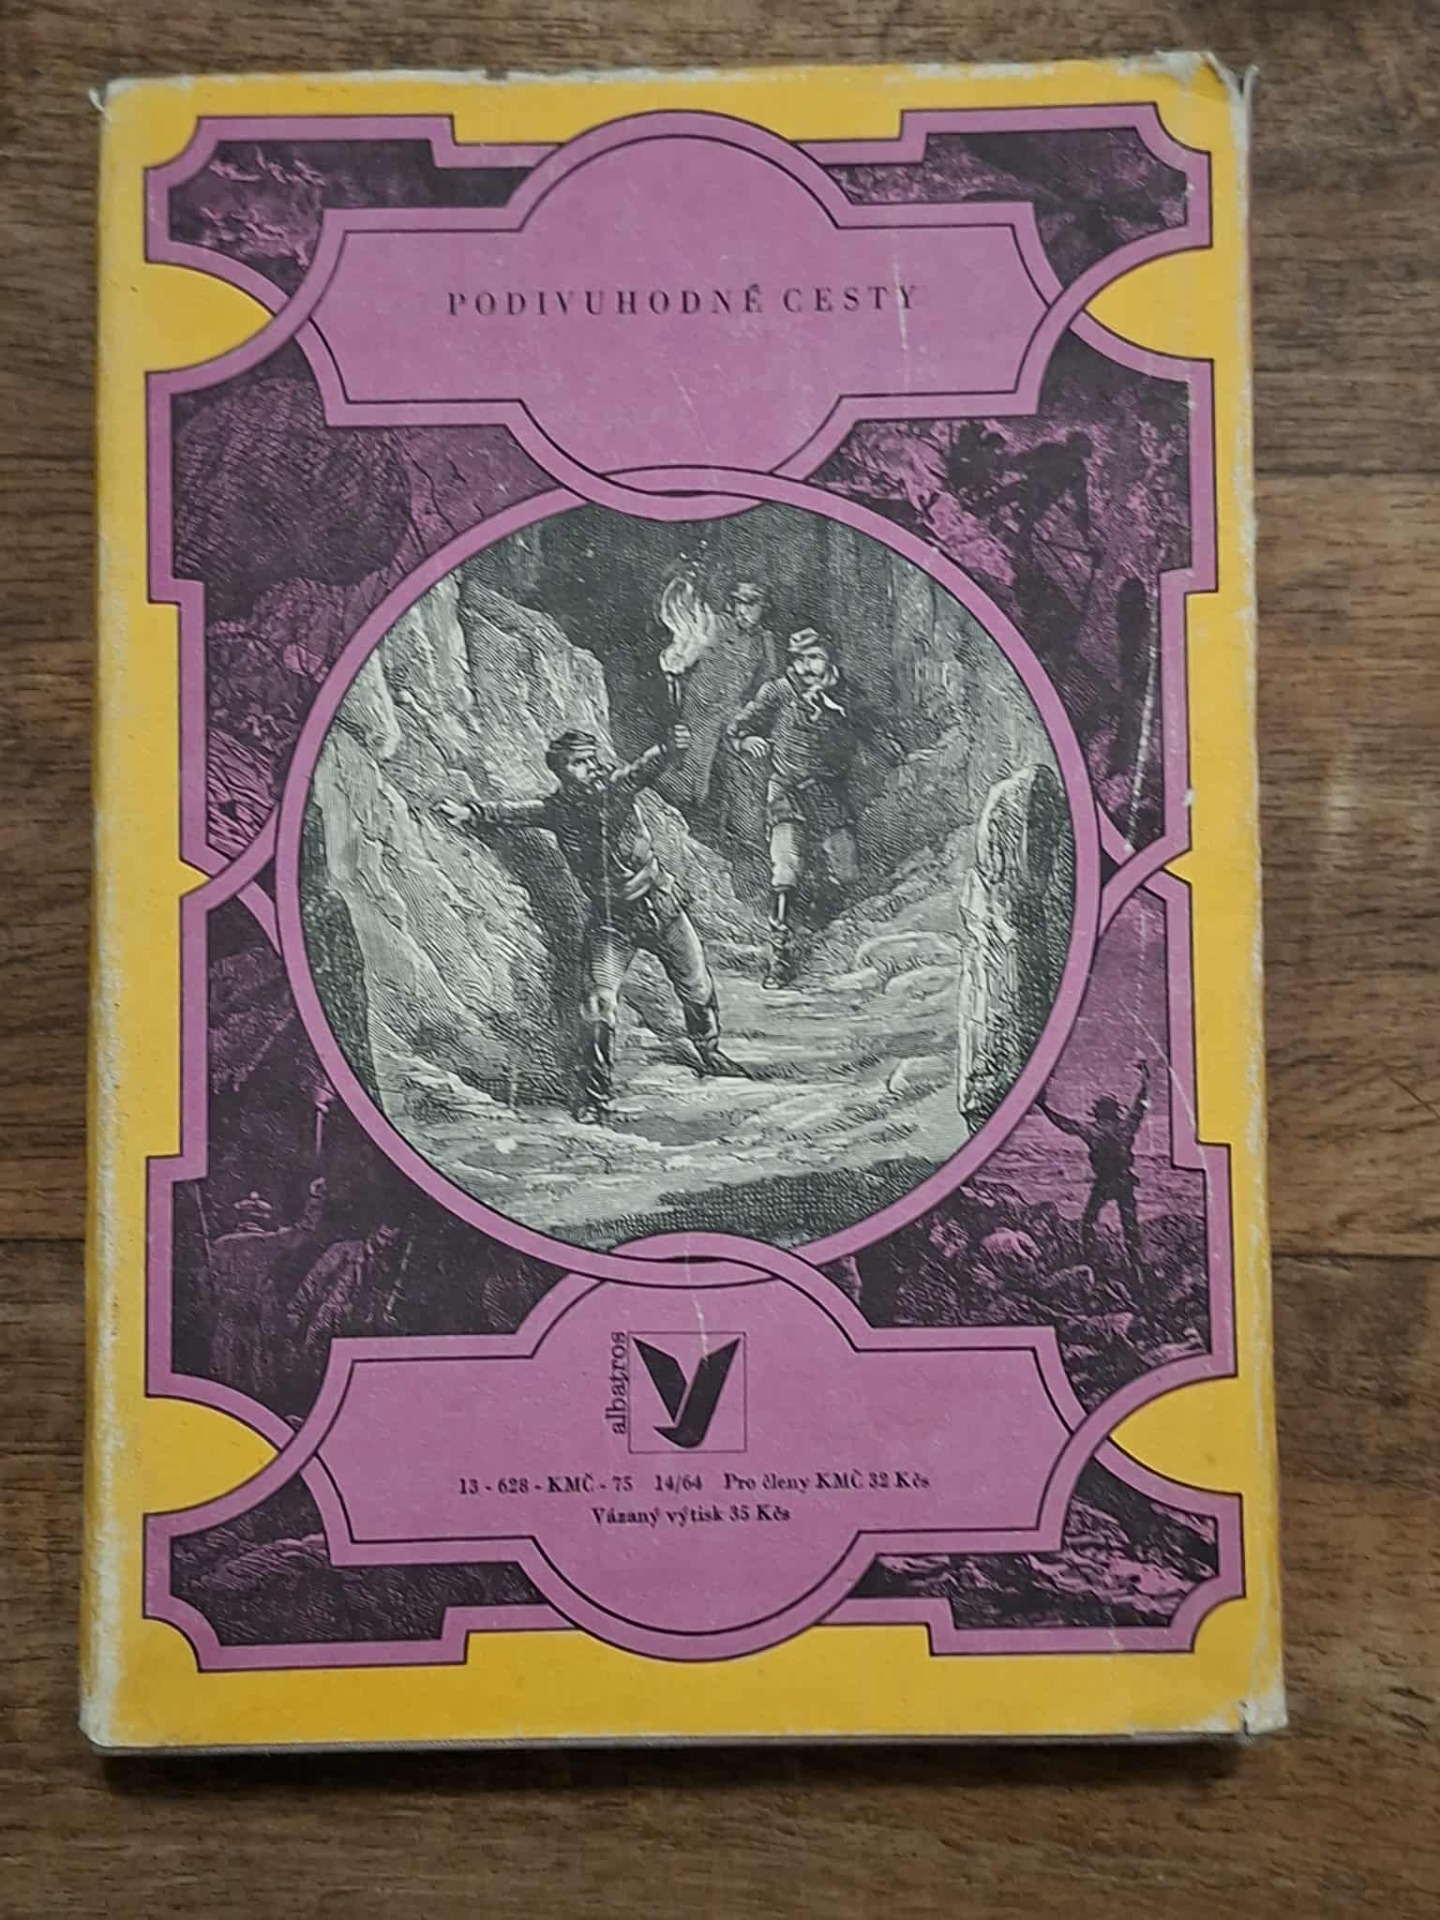 PODIVUHODNÉ CESTY
albatros
13 - 628 - KMČ - 75 14/64 Pro členy KMČ 32 Kčs
Vázaný výtisk 35 Kčs